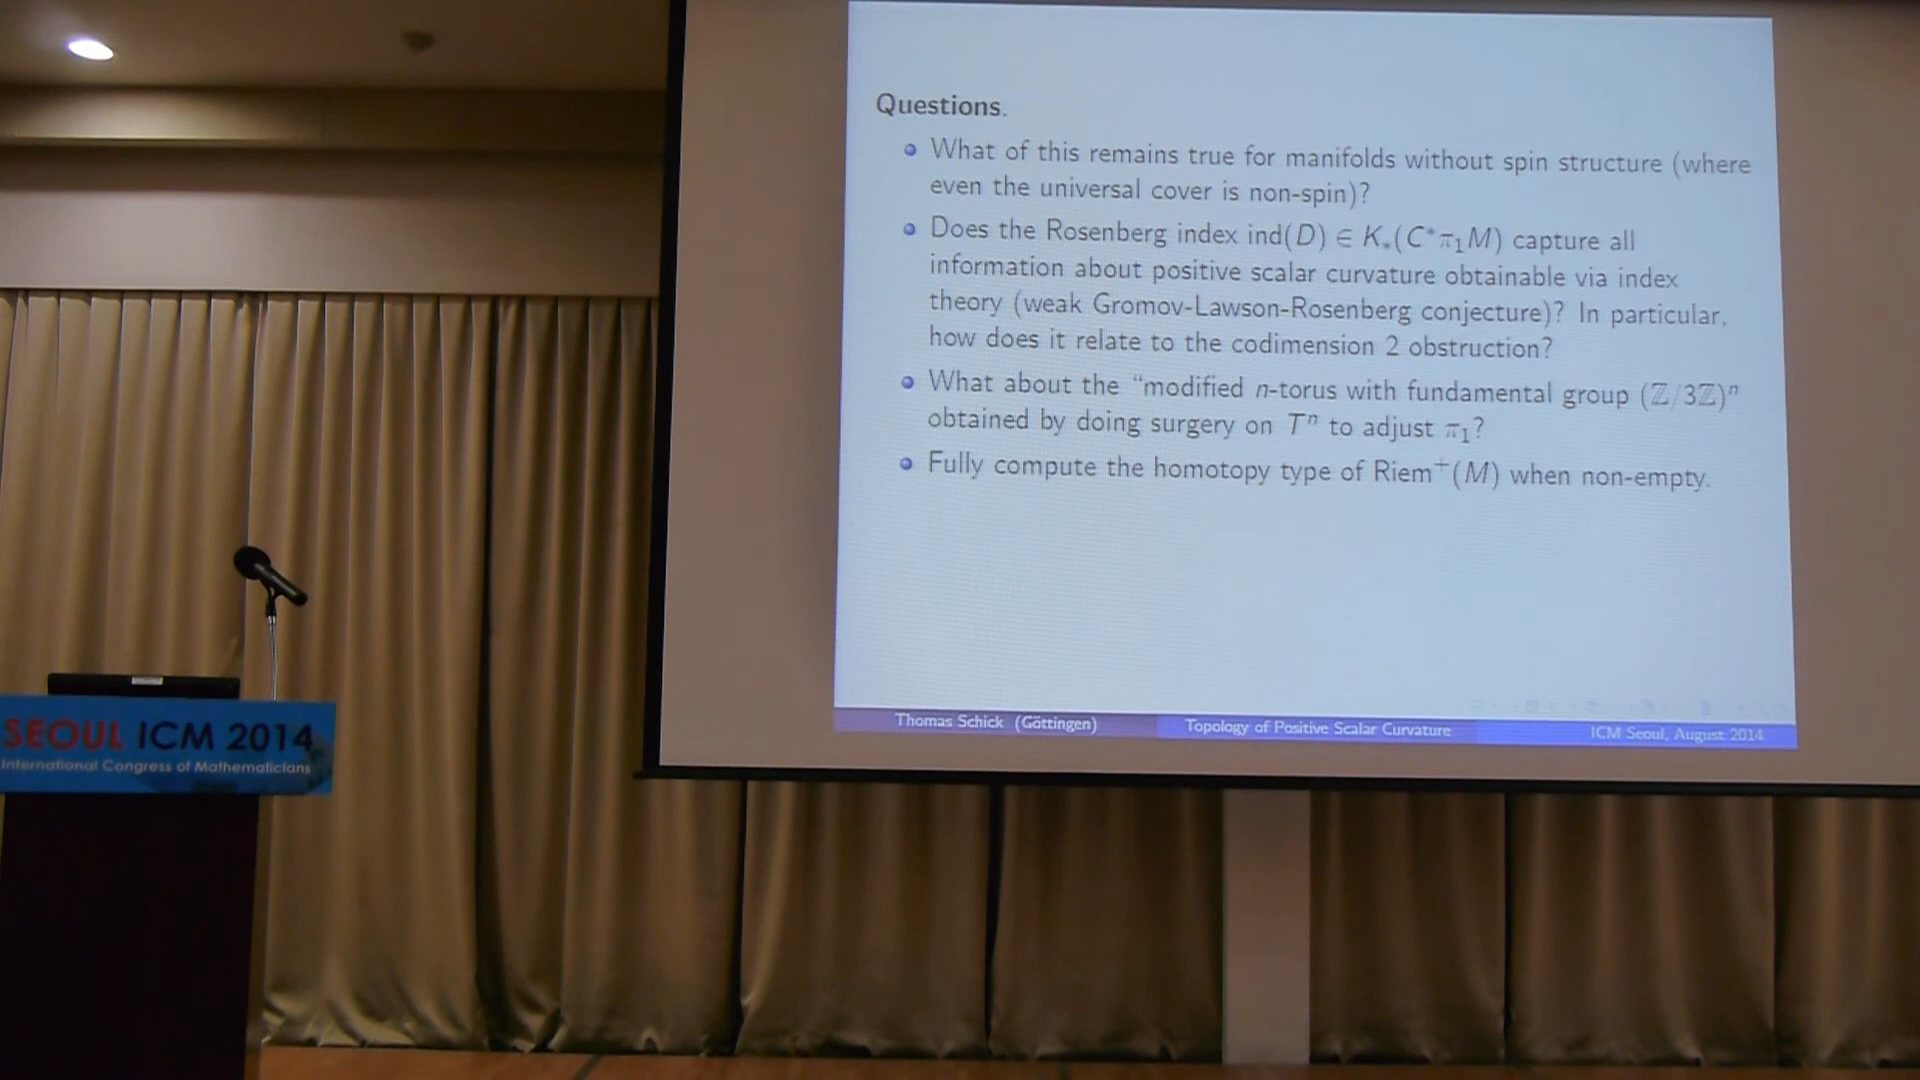 Questions.
What of this remains true for manifolds without spin structure (where
even the universal cover is non-spin)?
Does the Rosenberg index ind(D) ∈ K*(C*π₁M) capture all
information about positive scalar curvature obtainable via index
theory (weak Gromov-Lawson-Rosenberg conjecture)? In particular,
how does it relate to the codimension 2 obstruction?
What about the “modified n-torus with fundamental group (ℤ/3ℤ)ⁿ
obtained by doing surgery on Tⁿ to adjust π₁?
Fully compute the homotopy type of Riem⁺(M) when non-empty.
Thomas Schick (Göttingen) Topology of Positive Scalar Curvature ICM Seoul, August 2014
SEOUL ICM 2014
International Congress of Mathematicians